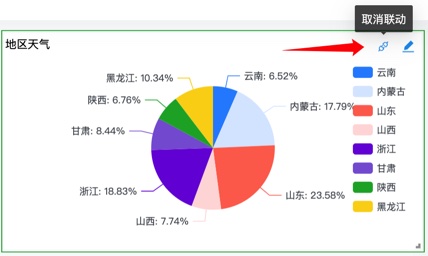 取消联动
地区天气
黑龙江: 10.34%
云南: 6.52%
陕西: 6.76%
内蒙古: 17.79%
甘肃: 8.44%
浙江: 18.83%
山东: 23.58%
山西: 7.74%
云南
内蒙古
山东
山西
浙江
甘肃
陕西
黑龙江